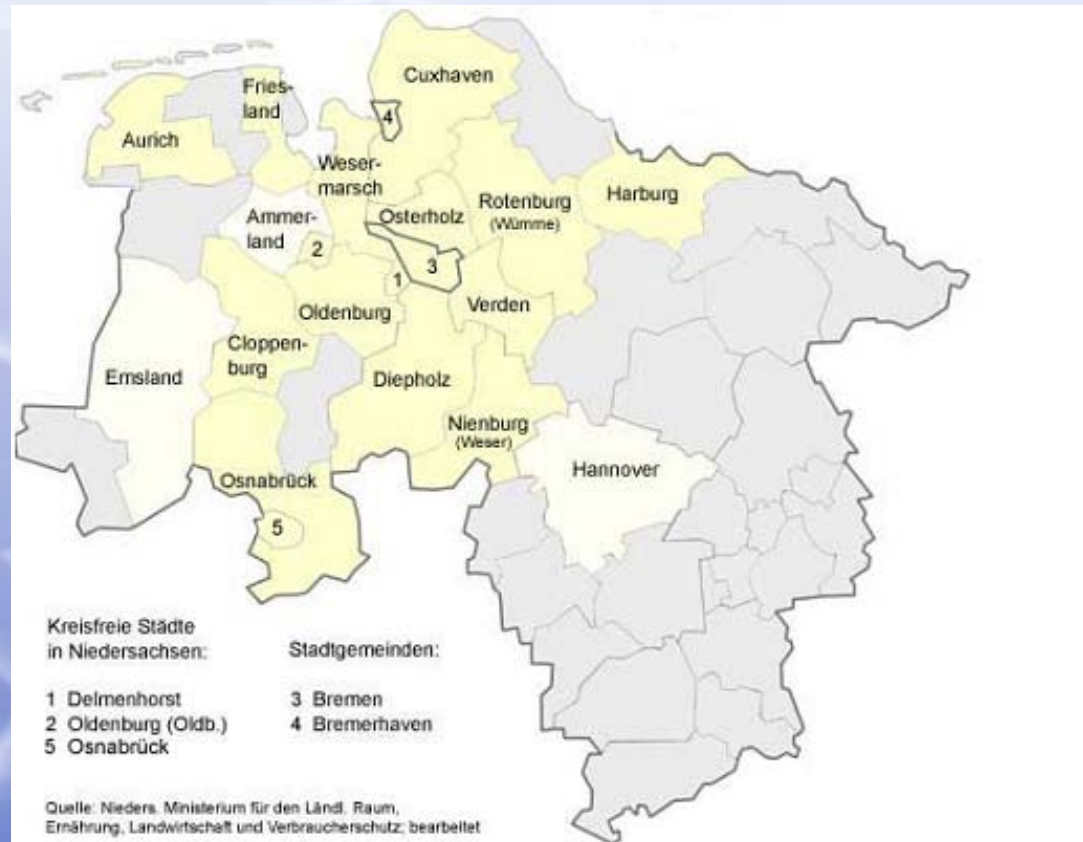 Cuxhaven
Fries-
land
4
Aurich
Weser-
marsch
Rotenburg
(Wümme)
Harburg
Osterholz
Ammer-
land
2
3
1
Verden
Oldenburg
Cloppen-
burg
Emsland
Diepholz
Nienburg
(Weser)
Hannover
Osnabrück
5
Kreisfreie Städte
in Niedersachsen:
1 Delmenhorst
2 Oldenburg (Oldb.)
5 Osnabrück
Stadtgemeinden:
3 Bremen
4 Bremerhaven
Quelle: Nieders. Ministerium für den Ländl. Raum,
Ernährung, Landwirtschaft und Verbraucherschutz; bearbeitet